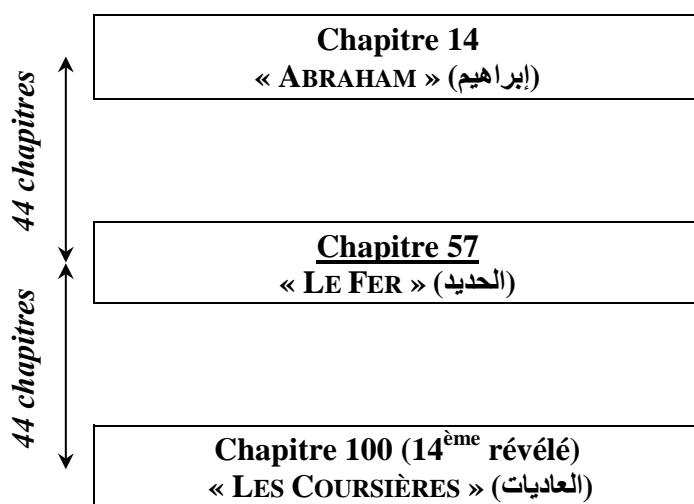 Chapitre 14
« ABRAHAM » (إبراهيم)
44 chapitres
Chapitre 57
« LE FER » (الحديد)
44 chapitres
Chapitre 100 (14ème révélé)
« LES COURSIÈRES » (العاديات)